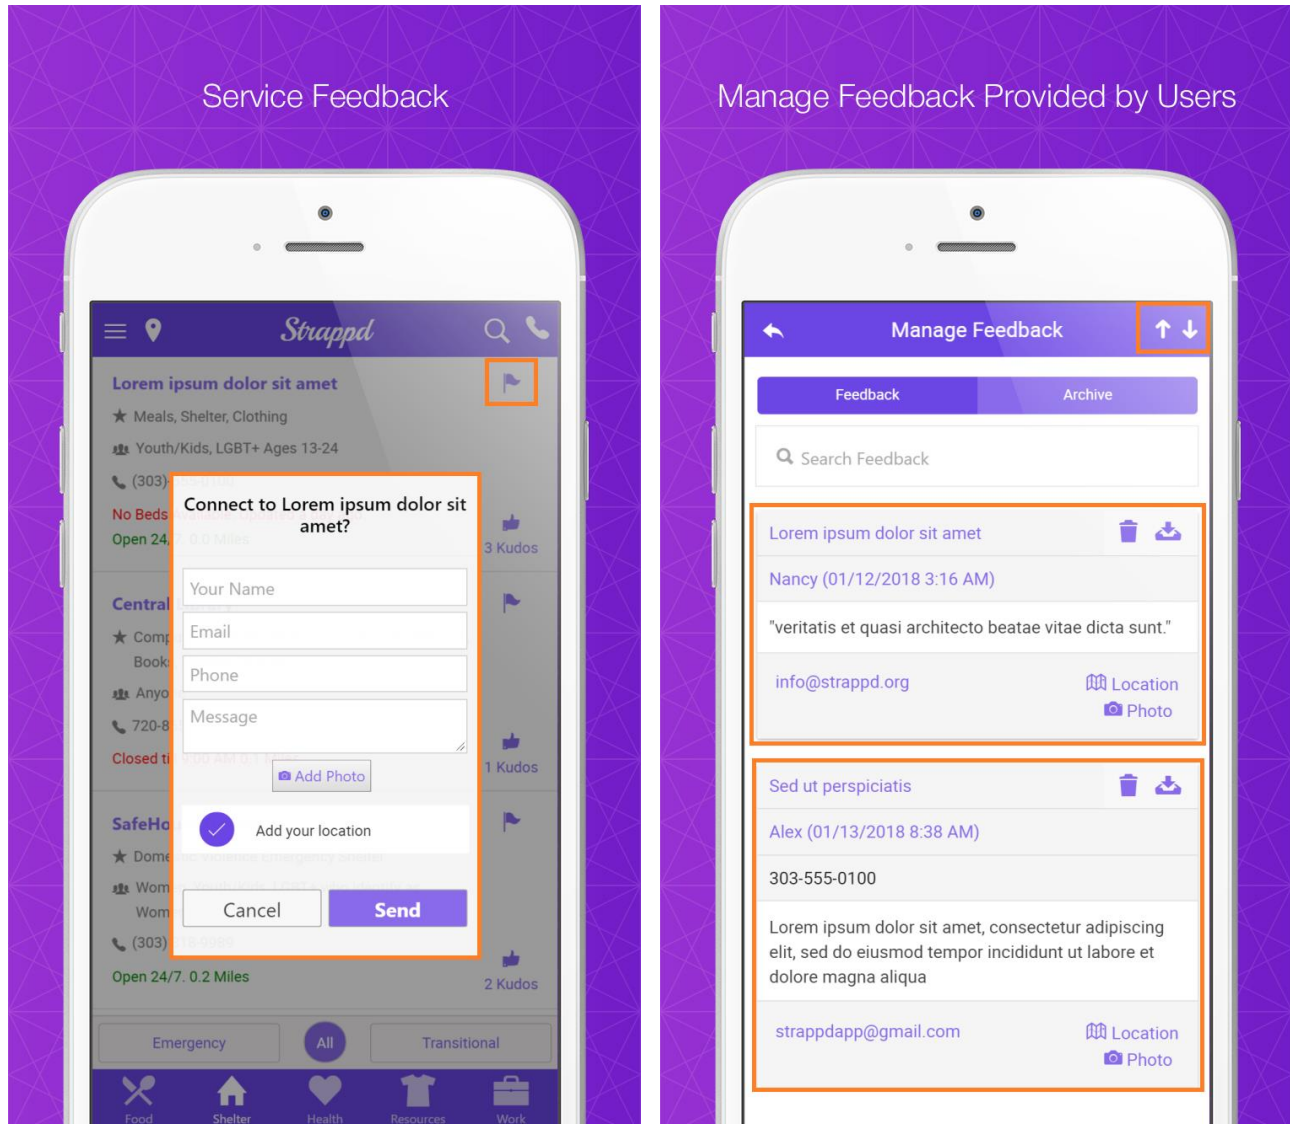 Service Feedback
Strappd
Lorem ipsum dolor sit amet
Meals, Shelter, Clothing
Youth/Kids, LGBT+ Ages 13-24
(303)-
No Beds
Open 24/
3 Kudos
Connect to Lorem ipsum dolor sit
amet?
Your Name
Email
Phone
Message
Add Photo
Add your location
Cancel
Send
Central
Book
Anyo
720-8
Closed ti
1 Kudos
SafeHo
Dome
Wom
Wom
(303)
Open 24/7. 0.2 Miles
2 Kudos
Emergency
All
Transitional
Food
Shelter
Health
Resources
Work
Manage Feedback Provided by Users
Manage Feedback
Feedback
Archive
Search Feedback
Lorem ipsum dolor sit amet
Nancy (01/12/2018 3:16 AM)
"veritatis et quasi architecto beatae vitae dicta sunt."
info@strappd.org
Location
Photo
Sed ut perspiciatis
Alex (01/13/2018 8:38 AM)
303-555-0100
Lorem ipsum dolor sit amet, consectetur adipiscing
elit, sed do eiusmod tempor incididunt ut labore et
dolore magna aliqua
strappdapp@gmail.com
Location
Photo